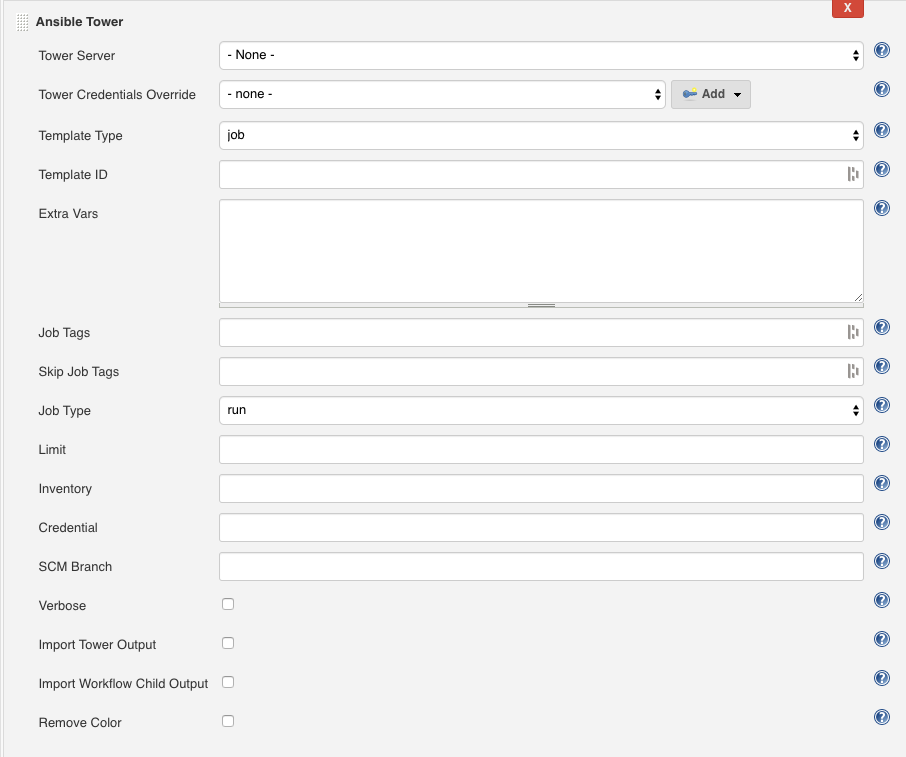 X
Ansible Tower
Tower Server
- None -
?
Tower Credentials Override
- none -
Add
?
Template Type
job
?
Template ID
?
Extra Vars
?
Job Tags
?
Skip Job Tags
?
Job Type
run
?
Limit
?
Inventory
?
Credential
?
SCM Branch
?
Verbose
?
Import Tower Output
?
Import Workflow Child Output
?
Remove Color
?